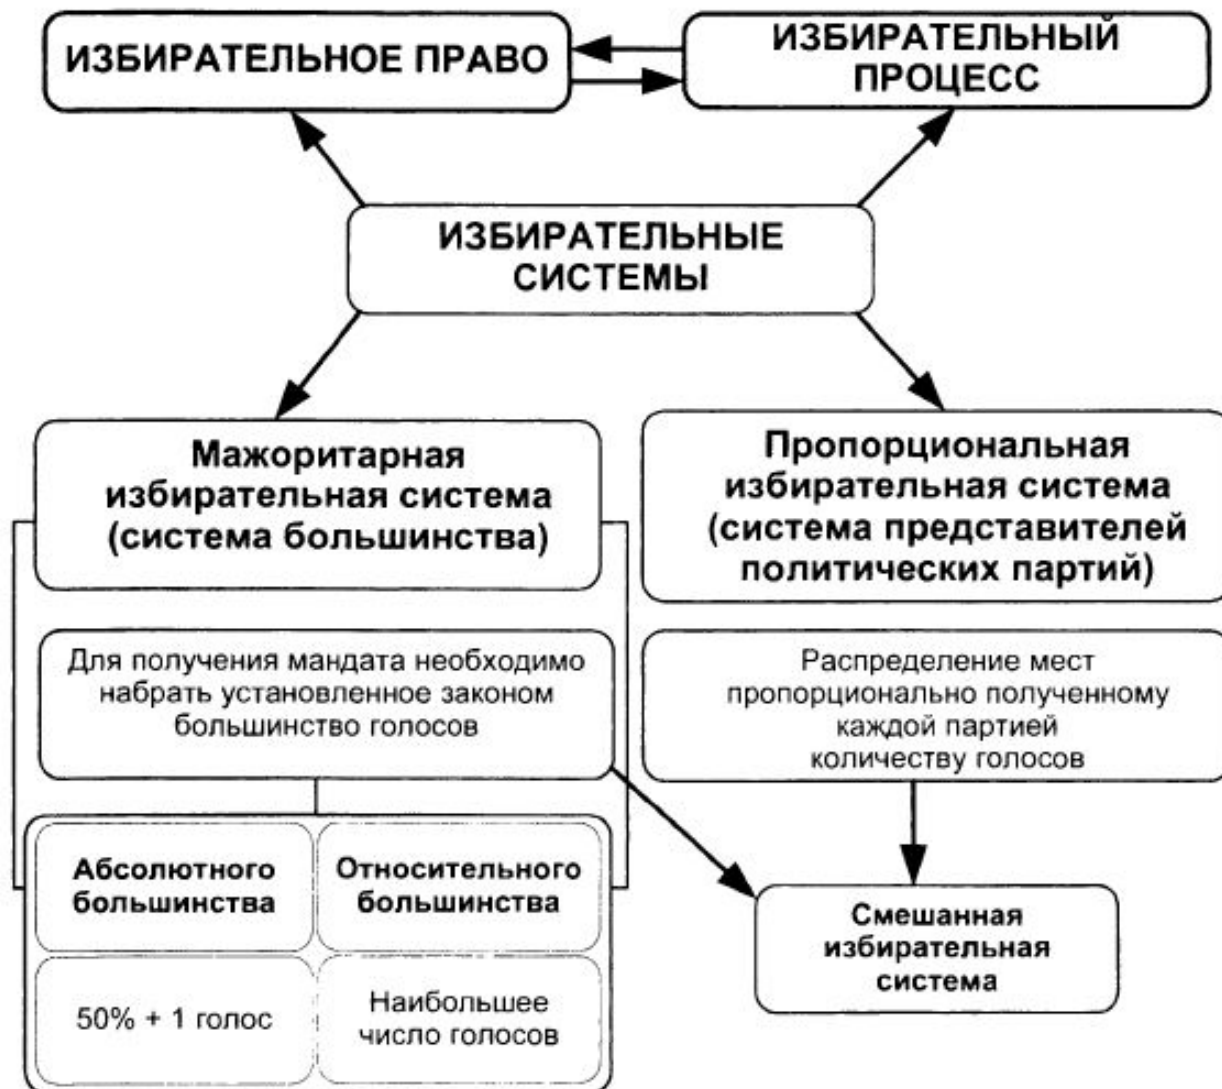 ИЗБИРАТЕЛЬНОЕ ПРАВО
ИЗБИРАТЕЛЬНЫЙ
ПРОЦЕСС
ИЗБИРАТЕЛЬНЫЕ
СИСТЕМЫ
Мажоритарная
избирательная система
(система большинства)
Пропорциональная
избирательная система
(система представителей
политических партий)
Для получения мандата необходимо
набрать установленное законом
большинство голосов
Распределение мест
пропорционально полученному
каждой партией
количеству голосов
Абсолютного
большинства
Относительного
большинства
50% + 1 голос
Наибольшее
число голосов
Смешанная
избирательная
система